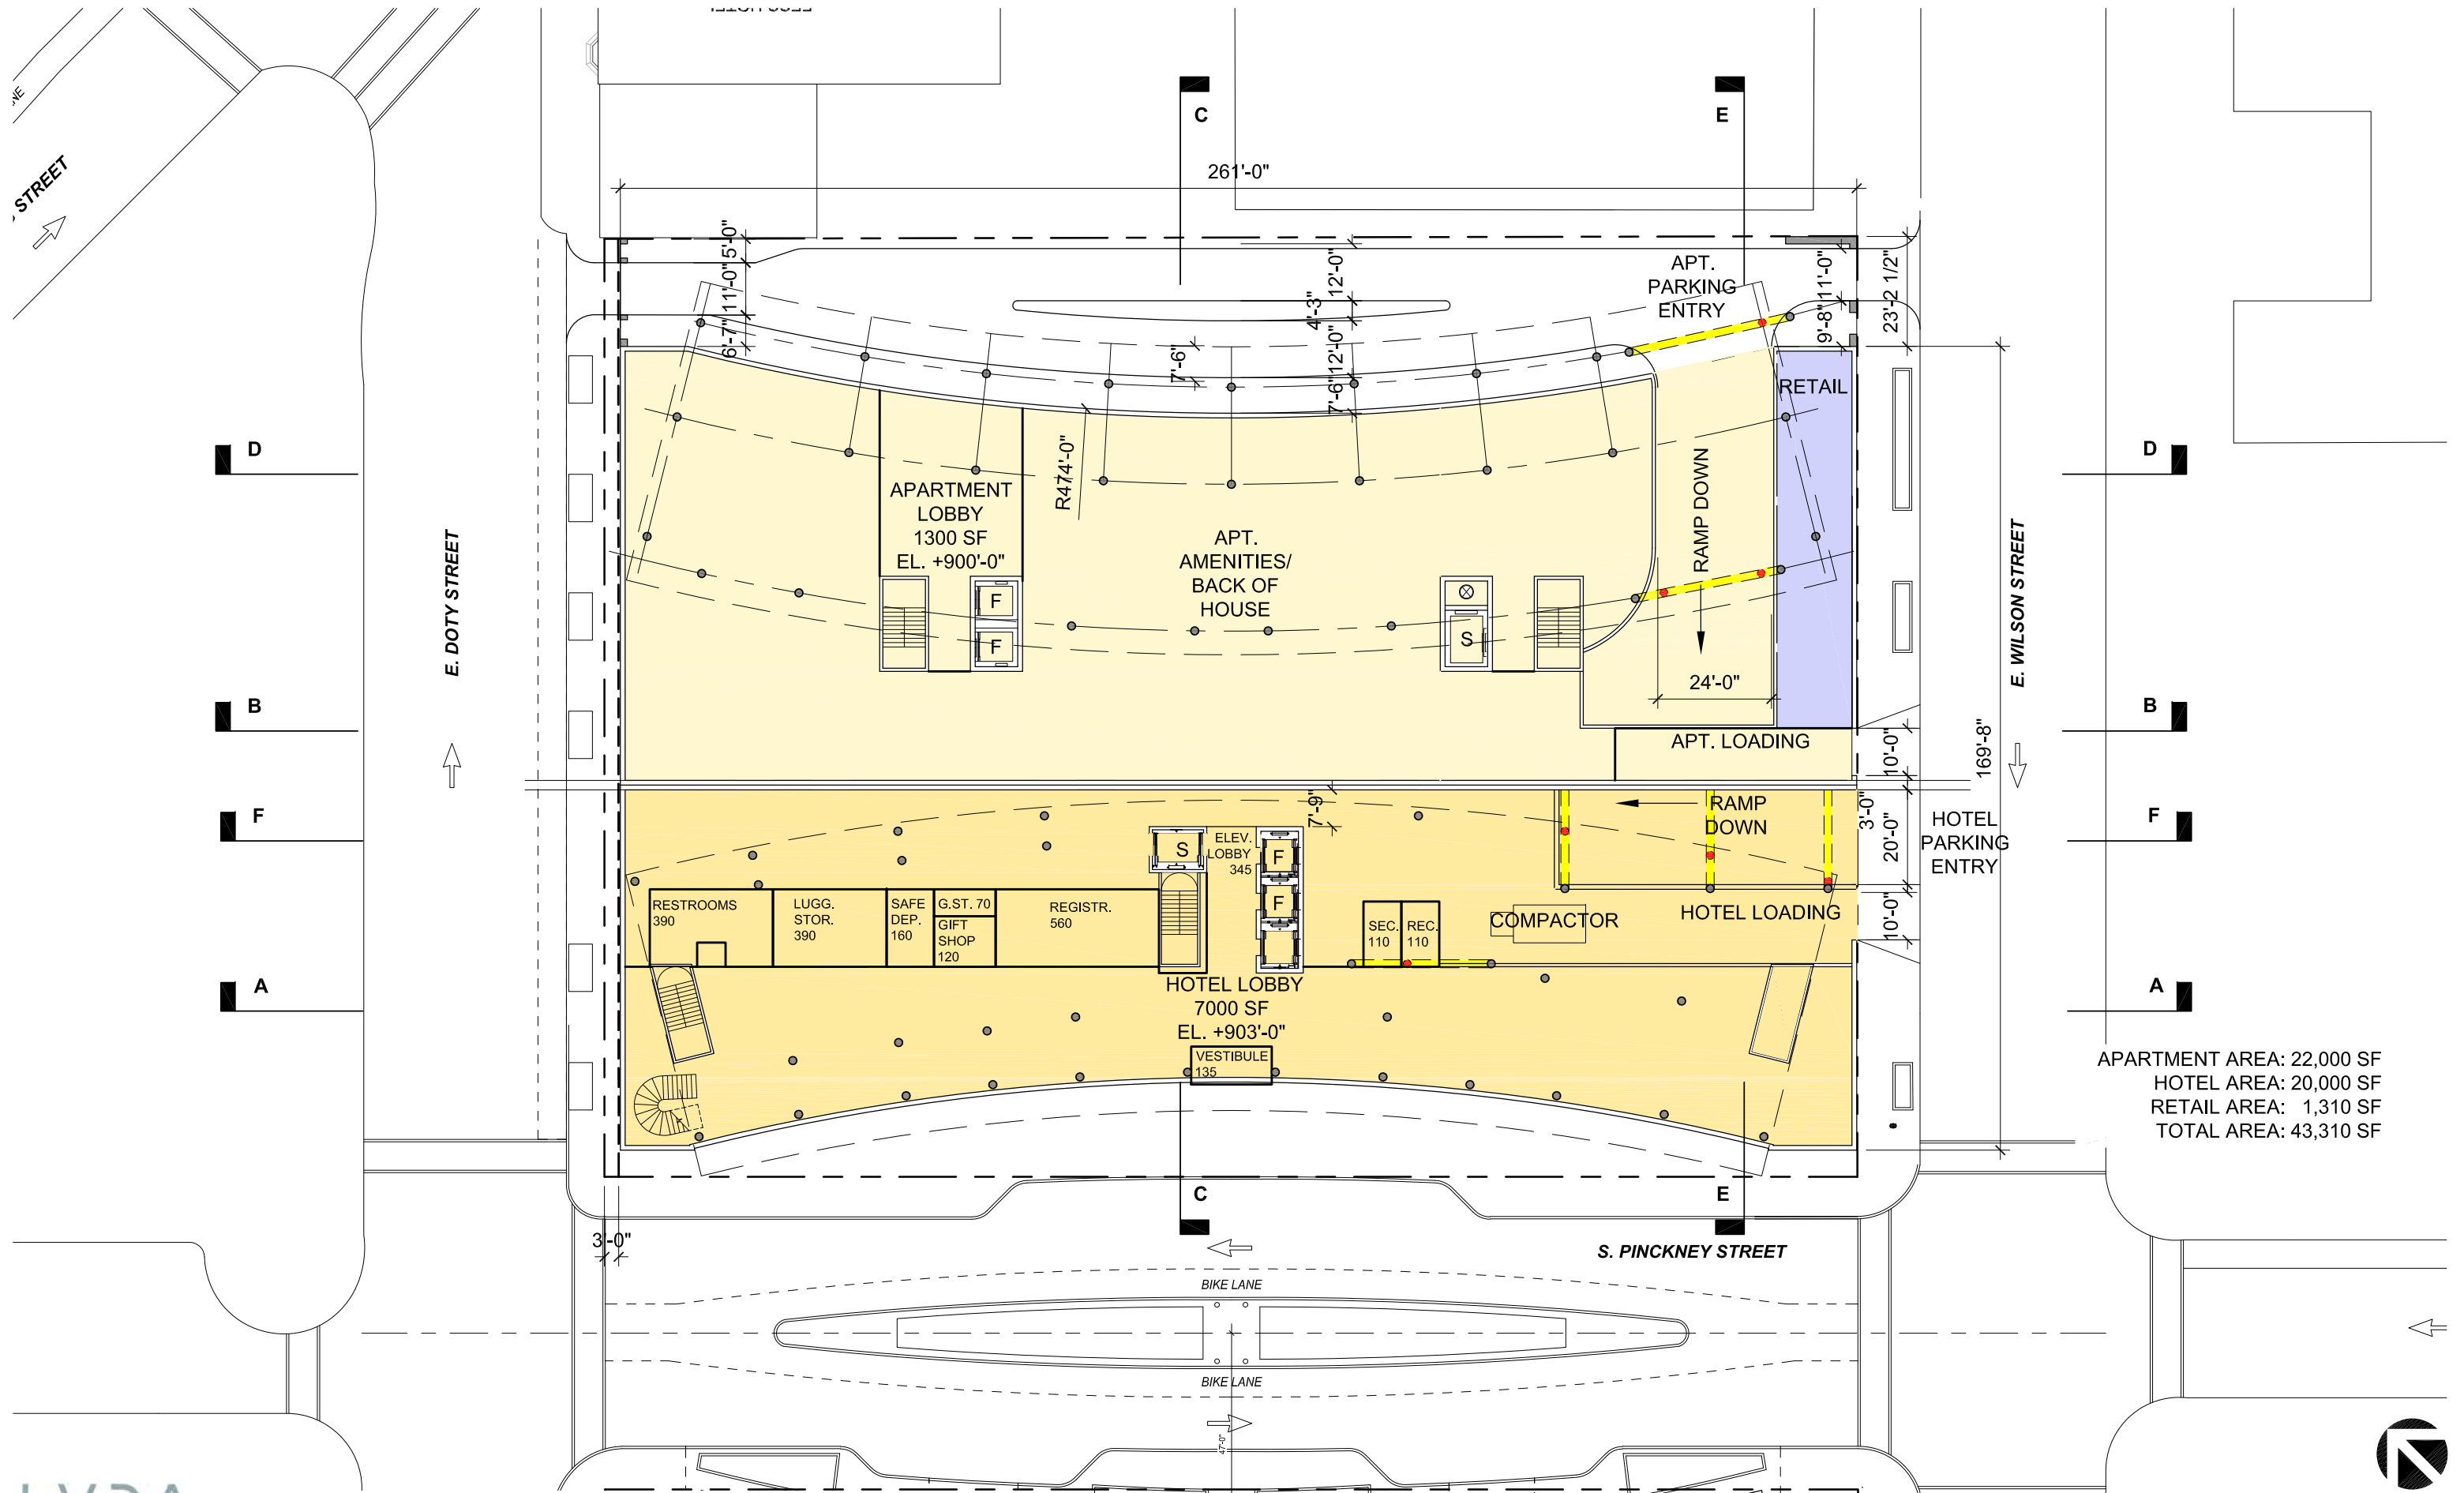 C
E
261'-0"
STREET
5'-0"
11'-0"
6'-7"
12'-0"
4'-3"
12'-0"
7'-6"
7'-6"
APT.
PARKING
ENTRY
11'-0"
9'-8"
23'-2 1/2"
RETAIL
D
D
R474'-0"
APARTMENT
LOBBY
1300 SF
EL. +900'-0"
APT.
AMENITIES/
BACK OF
HOUSE
RAMP DOWN
F
F
S
E. DOTY STREET
E. WILSON STREET
24'-0"
B
B
APT. LOADING
10'-0"
169'-8"
7'-9"
RAMP
DOWN
3'-0"
20'-0"
HOTEL
PARKING
ENTRY
F
F
S
ELEV.
LOBBY
345
F
F
RESTROOMS
390
LUGG.
STOR.
390
SAFE
DEP.
160
G.ST. 70
GIFT
SHOP
120
REGISTR.
560
SEC.
110
REC.
110
COMPACTOR
HOTEL LOADING
10'-0"
A
A
HOTEL LOBBY
7000 SF
EL. +903'-0"
VESTIBULE
135
APARTMENT AREA: 22,000 SF
HOTEL AREA: 20,000 SF
RETAIL AREA: 1,310 SF
TOTAL AREA: 43,310 SF
C
E
3'-0"
S. PINCKNEY STREET
BIKE LANE
BIKE LANE
47'-0"